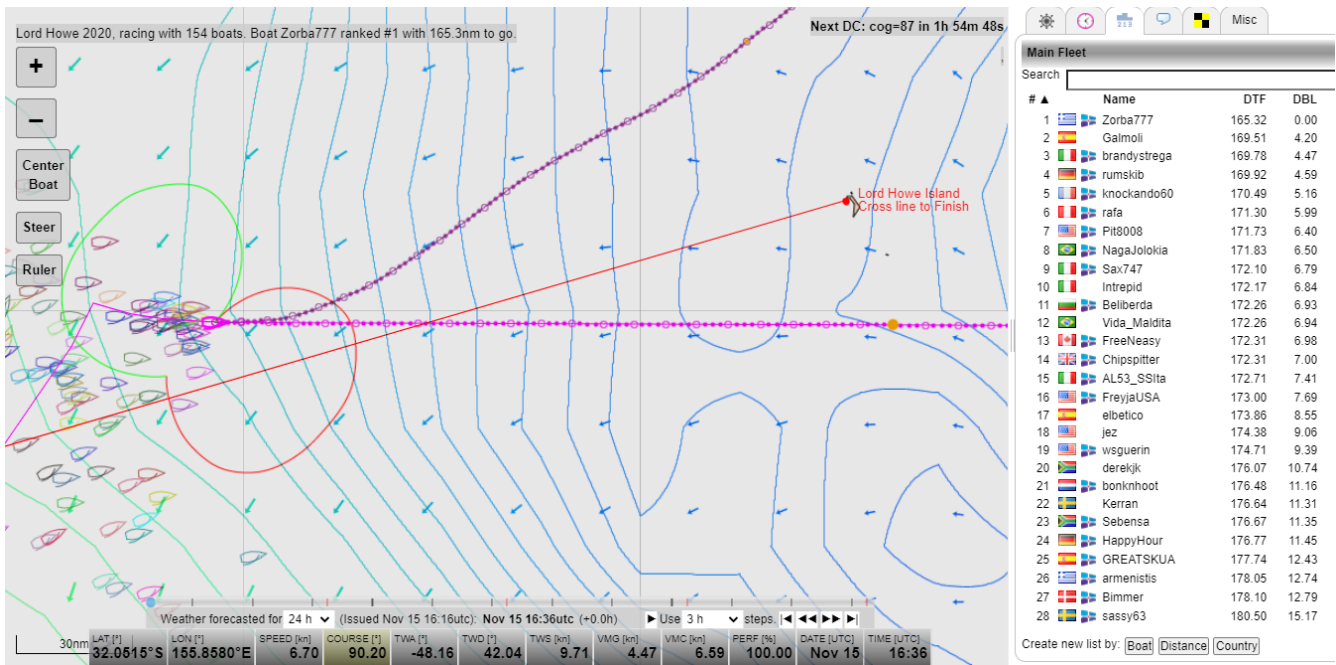 Lord Howe 2020, racing with 154 boats. Boat Zorba777 ranked #1 with 165.3nm to go.
Next DC: cog=87 in 1h 54m 48s
+
−
Center
Boat
Steer
Ruler
Lord Howe Island
Cross line to Finish
Weather forecasted for 24 h (Issued Nov 15 16:16utc): Nov 15 16:36utc (+0.0h) Use 3 h steps.
30nm
LAT [°] LON [°] SPEED [kn] COURSE [°] TWA [°] TWD [°] TWS [kn] VMG [kn] VMC [kn] PERF [%] DATE [UTC] TIME [UTC]
32.0515°S 155.8580°E 6.70 90.20 -48.16 42.04 9.71 4.47 6.59 100.00 Nov 15 16:36
213
Misc
Main Fleet
Search
# ▲ Name DTF DBL
1 Zorba777 165.32 0.00
2 Galmoli 169.51 4.20
3 brandystrega 169.78 4.47
4 rumskib 169.92 4.59
5 knockando60 170.49 5.16
6 rafa 171.30 5.99
7 Pit8008 171.73 6.40
8 NagaJolokia 171.83 6.50
9 Sax747 172.10 6.79
10 Intrepid 172.17 6.84
11 Beliberda 172.26 6.93
12 Vida_Maldita 172.26 6.94
13 FreeNeasy 172.31 6.98
14 Chipspitter 172.31 7.00
15 AL53_SSIta 172.71 7.41
16 FreyjaUSA 173.00 7.69
17 elbetico 173.86 8.55
18 jez 174.38 9.06
19 wsguerin 174.71 9.39
20 derekjk 176.07 10.74
21 bonknhoot 176.48 11.16
22 Kerran 176.64 11.31
23 Sebensa 176.67 11.35
24 HappyHour 176.77 11.45
25 GREATSKUA 177.74 12.43
26 armenistis 178.05 12.74
27 Bimmer 178.10 12.79
28 sassy63 180.50 15.17
Create new list by: Boat Distance Country